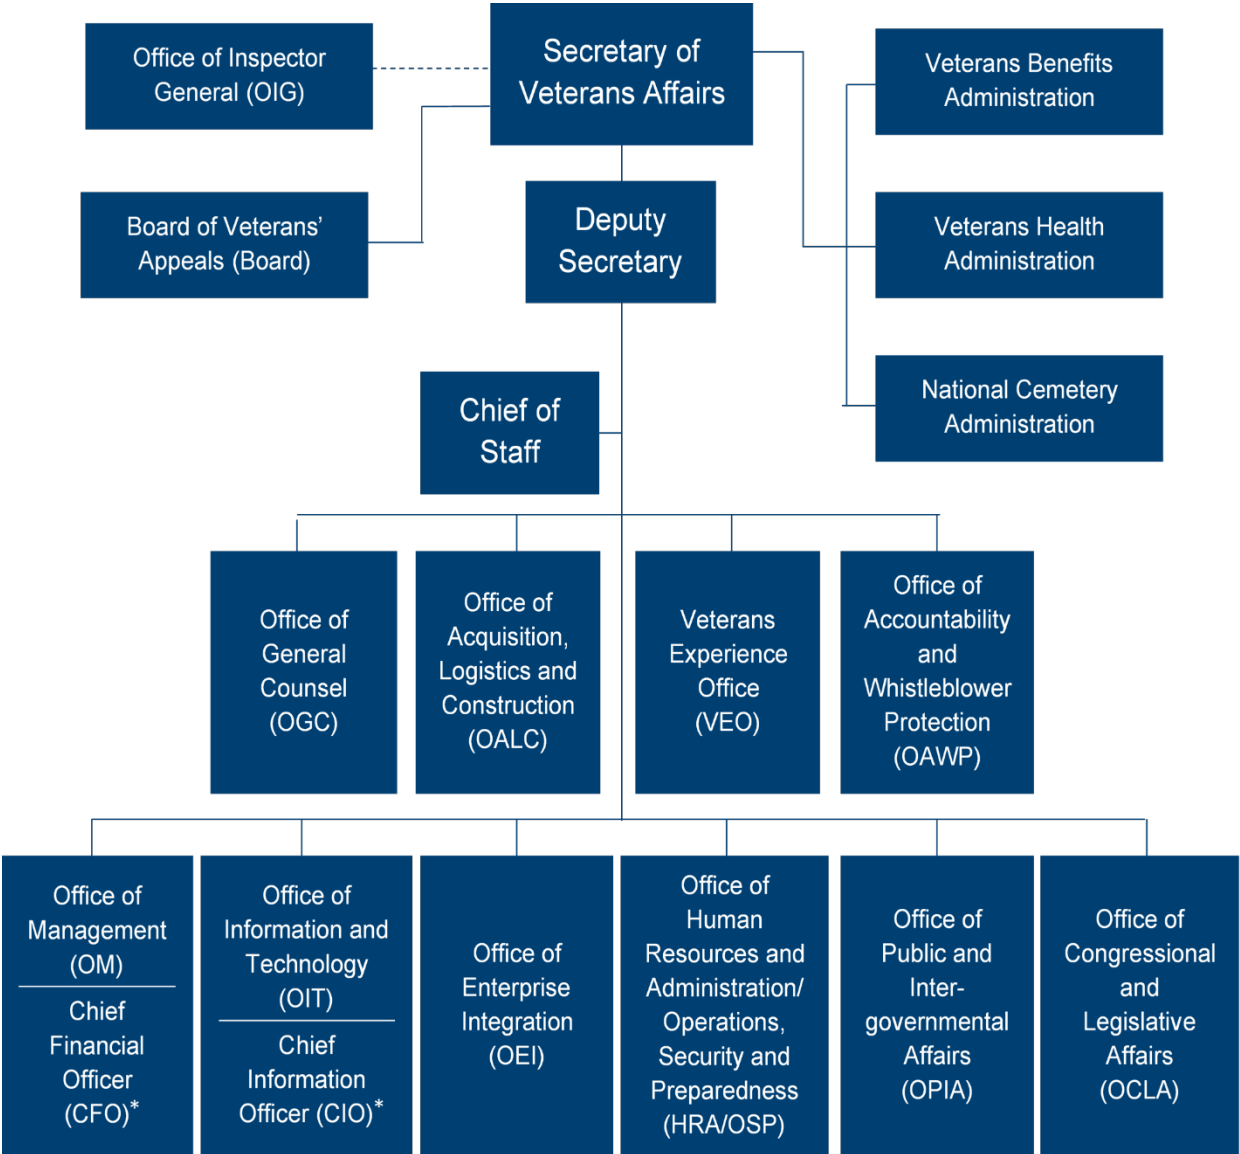 Office of Inspector
General (OIG)
Secretary of
Veterans Affairs
Veterans Benefits
Administration
Board of Veterans’
Appeals (Board)
Deputy
Secretary
Veterans Health
Administration
Chief of
Staff
National Cemetery
Administration
Office of
General
Counsel
(OGC)
Office of
Acquisition,
Logistics and
Construction
(OALC)
Veterans
Experience
Office
(VEO)
Office of
Accountability
and
Whistleblower
Protection
(OAWP)
Office of
Management
(OM)
Chief
Financial
Officer
(CFO)*
Office of
Information and
Technology
(OIT)
Chief
Information
Officer (CIO)*
Office of
Enterprise
Integration
(OEI)
Office of
Human
Resources and
Administration/
Operations,
Security and
Preparedness
(HRA/OSP)
Office of
Public and
Inter-
governmental
Affairs
(OPIA)
Office of
Congressional
and
Legislative
Affairs
(OCLA)